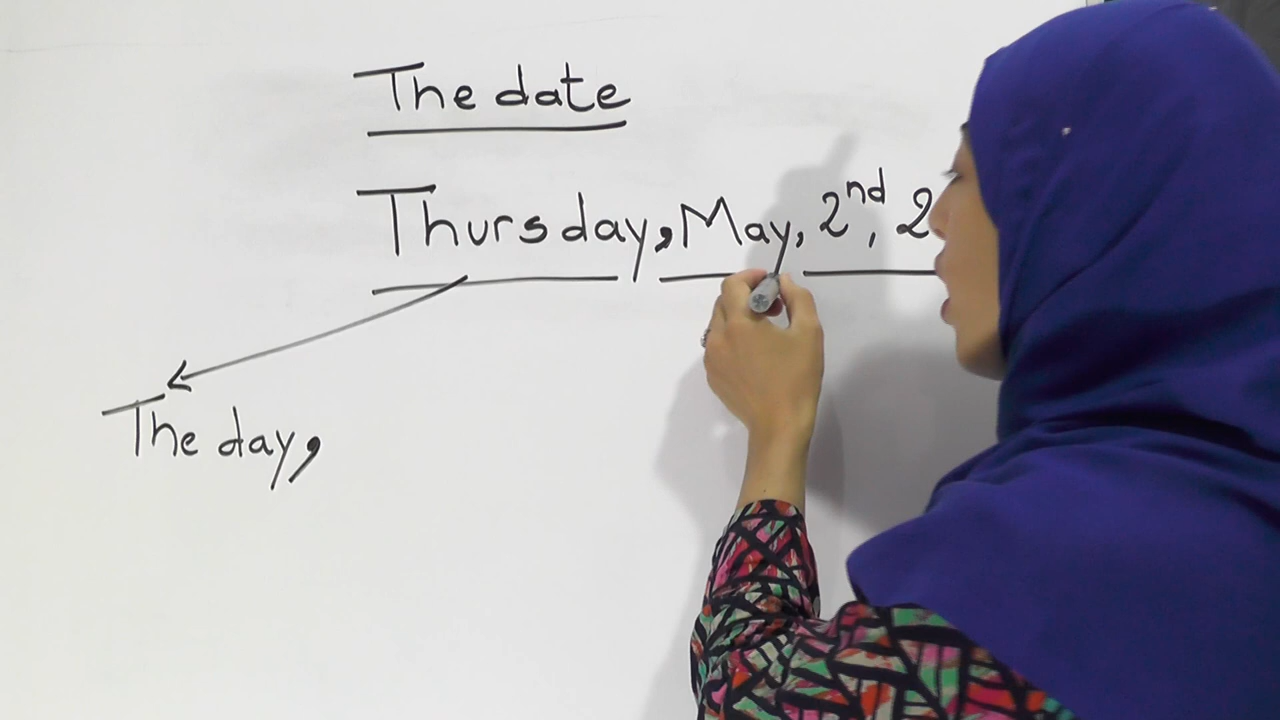 The date
Thursday, May, 2nd, 2
The day,